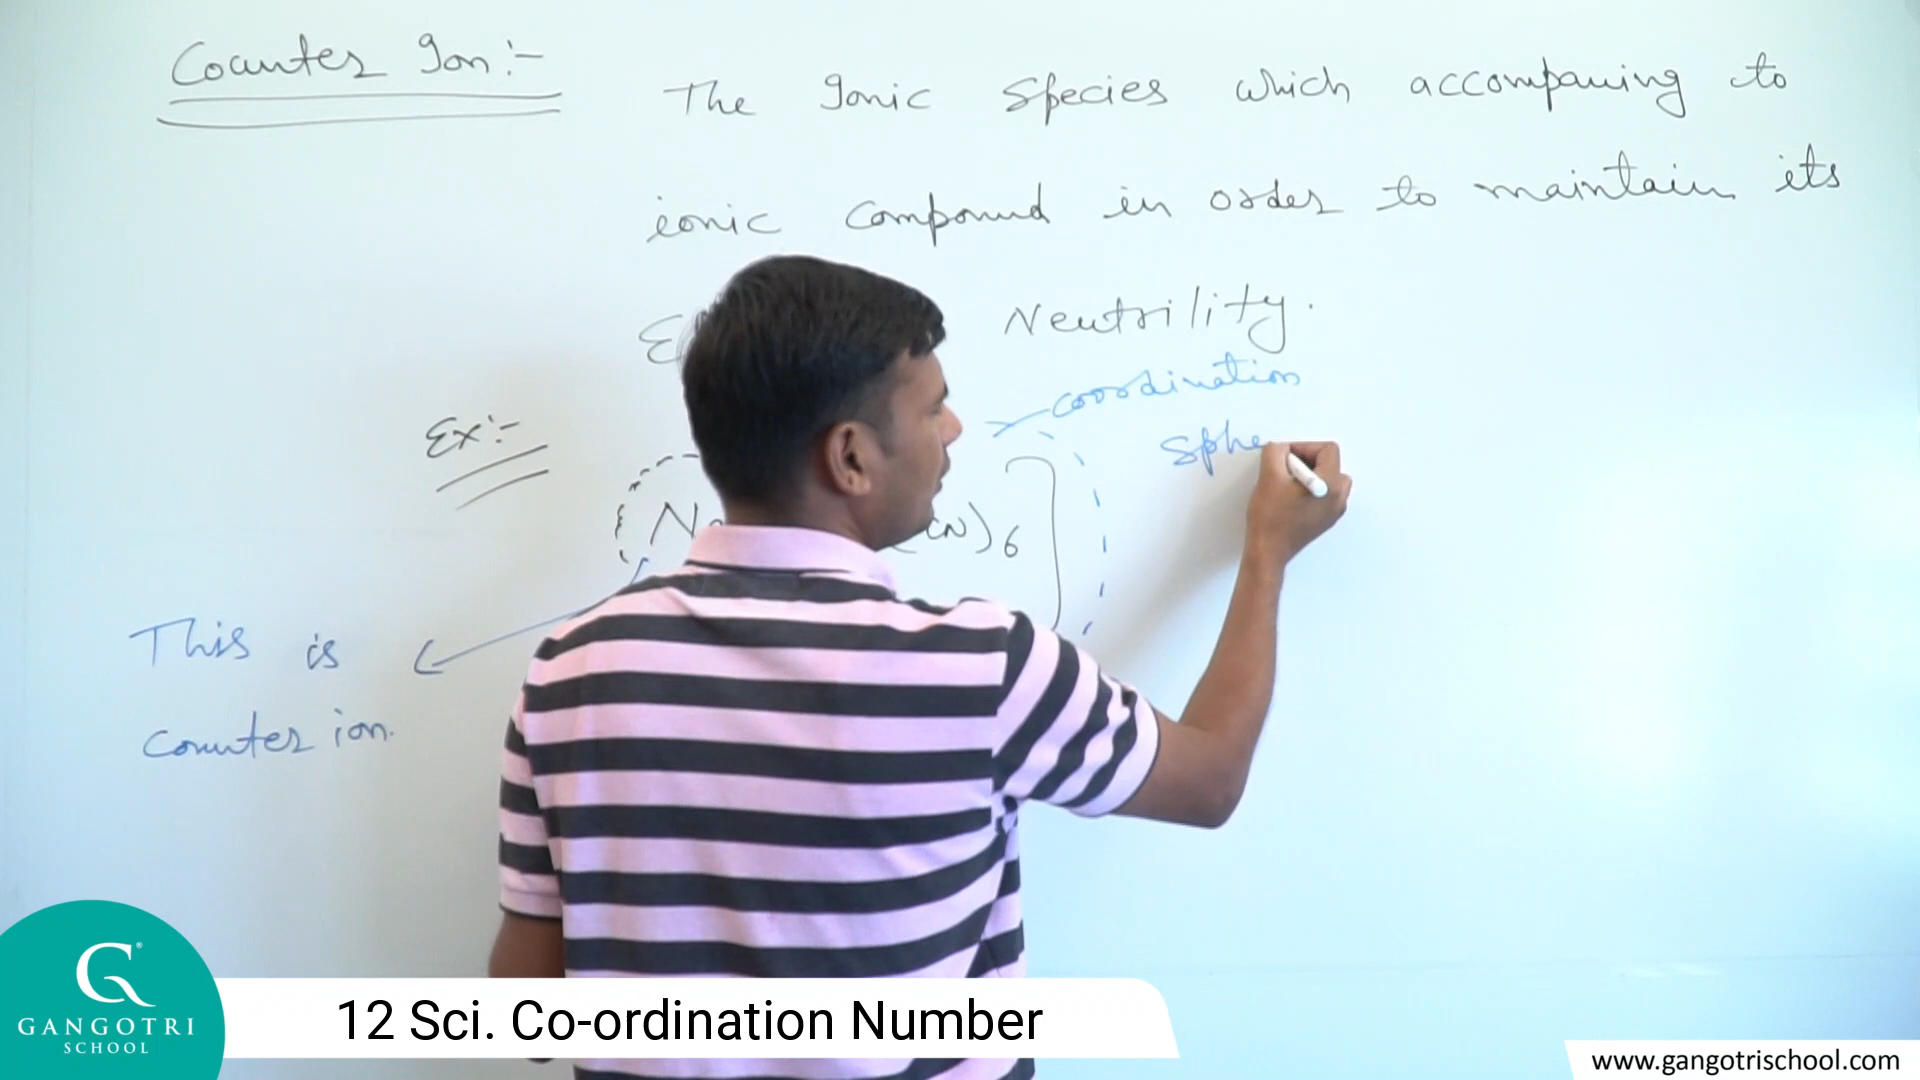 Counter Ion:-
The Ionic Species which accompauing to
ionic compound in order to maintain its
Neutrility.
coordination
Ex:-
Sphe
(CN)6
This is
counter ion.
G®
GANGOTRI
SCHOOL
12 Sci. Co-ordination Number
www.gangotrischool.com